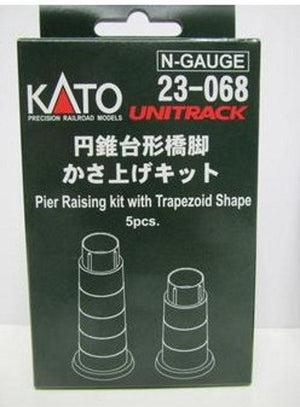 N-GAUGE
KATO 23-068
PRECISION RAILROAD MODELS UNITRACK
円錐台形橋脚
かさ上げキット
Pier Raising kit with Trapezoid Shape
5pcs.